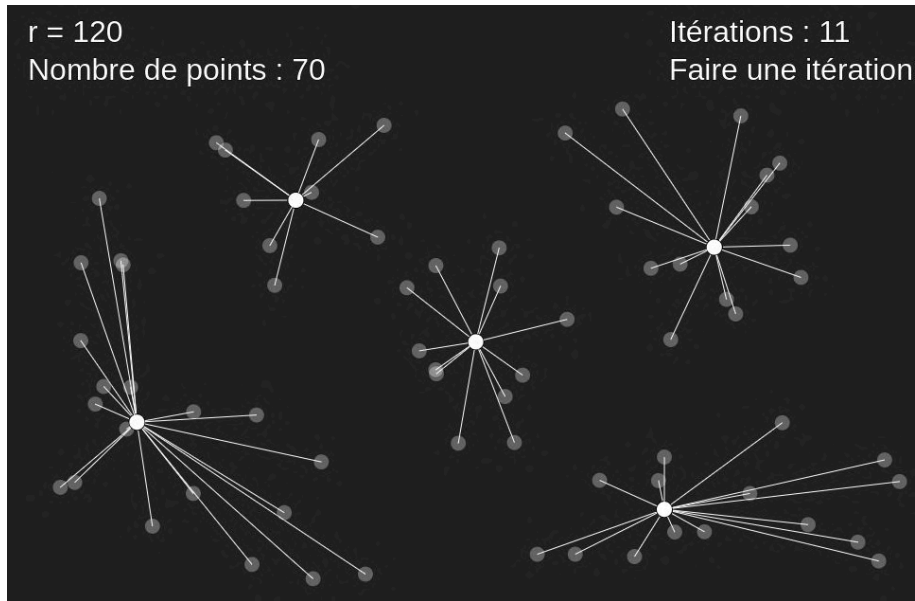 r = 120
Nombre de points : 70
Itérations : 11
Faire une itération